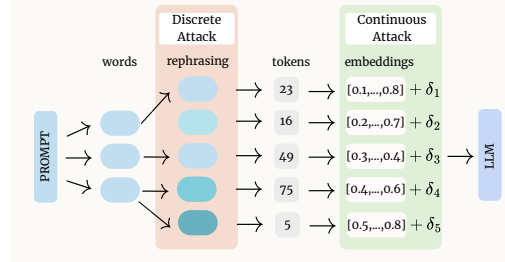 Discrete
Attack
Continuous
Attack
words
rephrasing
tokens
embeddings
PROMPT
23
[0.1,...,0.8] + δ1
16
[0.2,...,0.7] + δ2
49
[0.3,...,0.4] + δ3
75
[0.4,...,0.6] + δ4
5
[0.5,...,0.8] + δ5
LLM